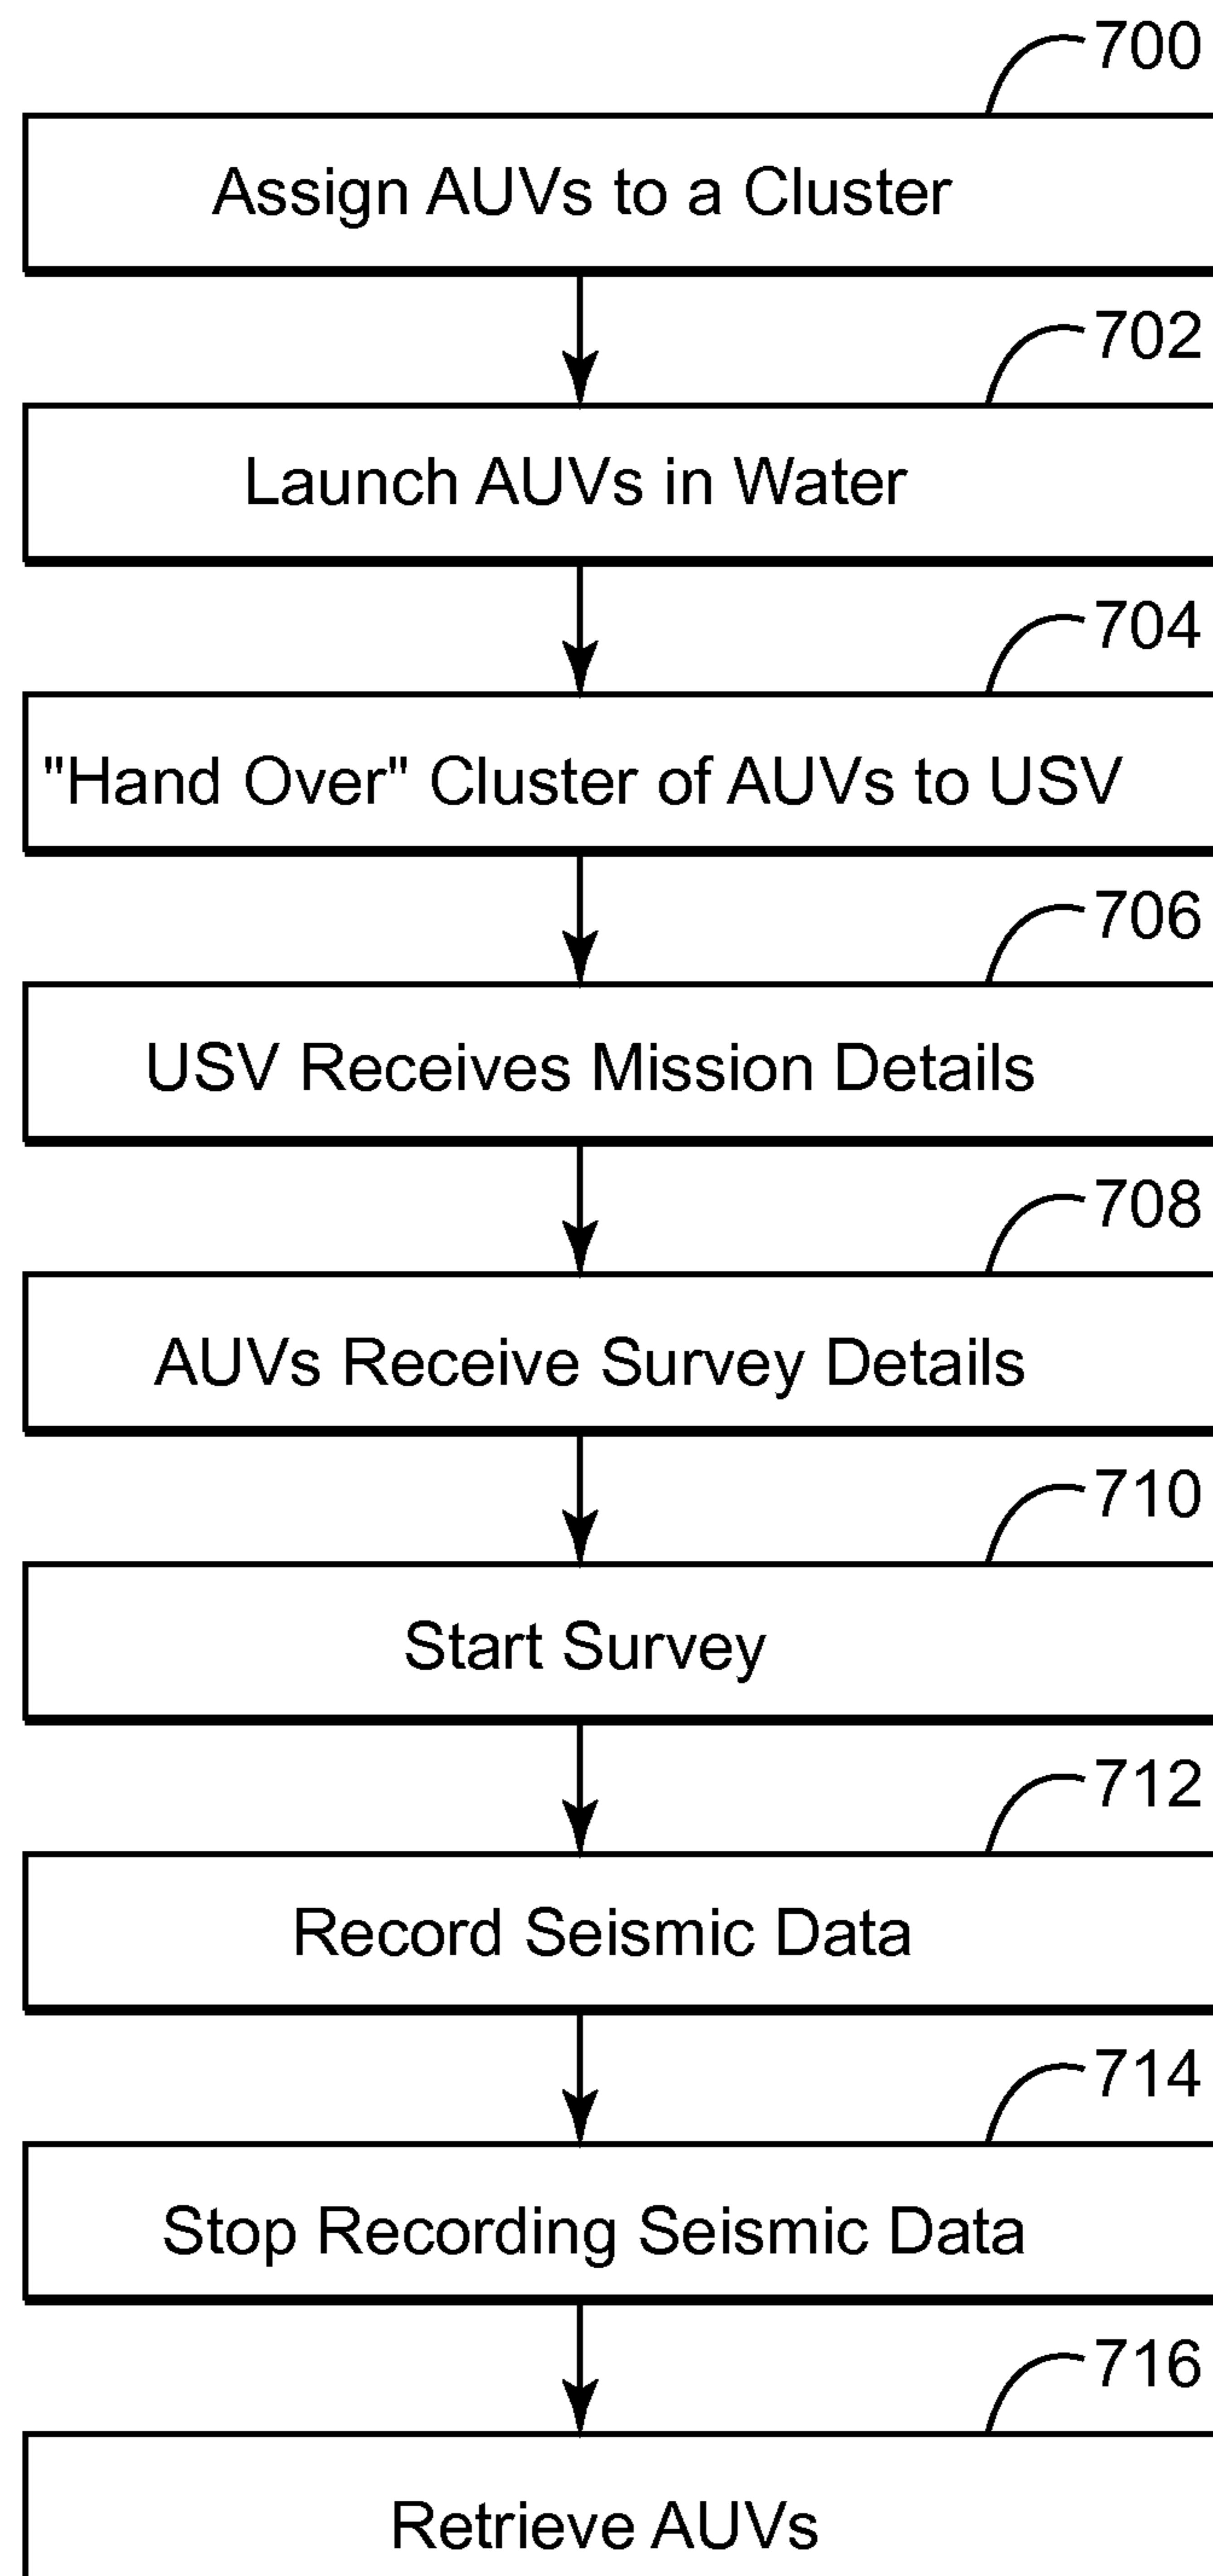 700
Assign AUVs to a Cluster
702
Launch AUVs in Water
704
"Hand Over" Cluster of AUVs to USV
706
USV Receives Mission Details
708
AUVs Receive Survey Details
710
Start Survey
712
Record Seismic Data
714
Stop Recording Seismic Data
716
Retrieve AUVs